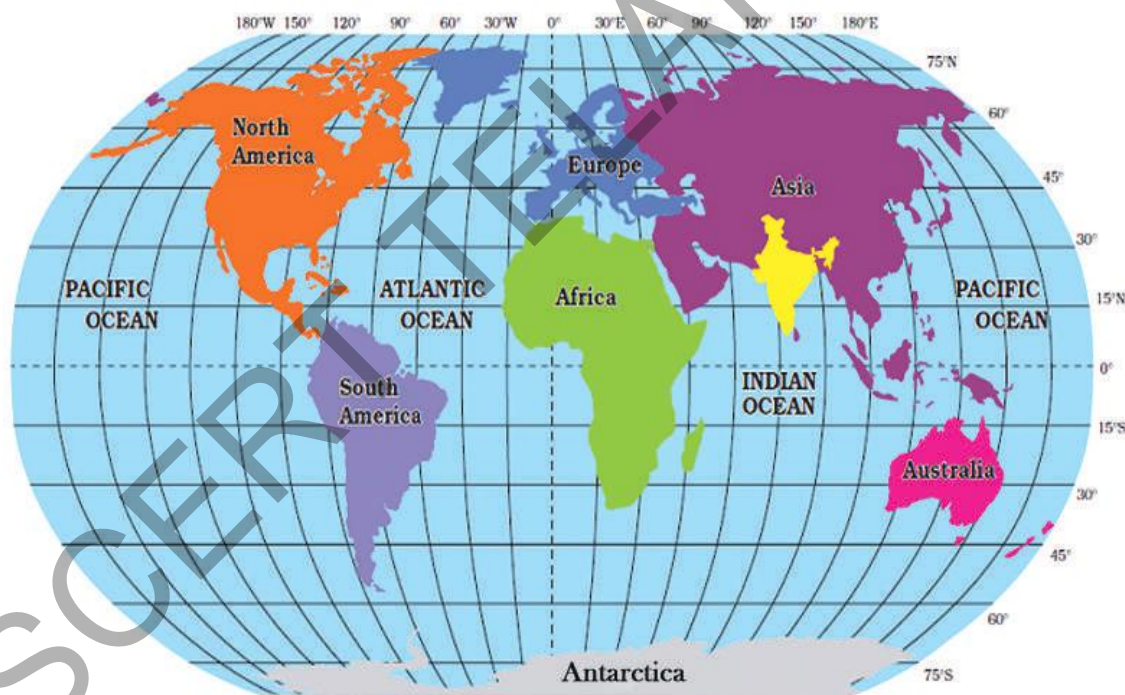 180°W 150° 120° 90° 60° 30°W 0° 30°E 60° 90° 120° 150° 180°E
75°N
60°
North
America
Europe
45°
Asia
30°
PACIFIC
OCEAN
ATLANTIC
OCEAN
Africa
PACIFIC
OCEAN
15°N
0°
South
America
INDIAN
OCEAN
15°S
Australia
30°
45°
60°
Antarctica
75°S
SCERT TELA